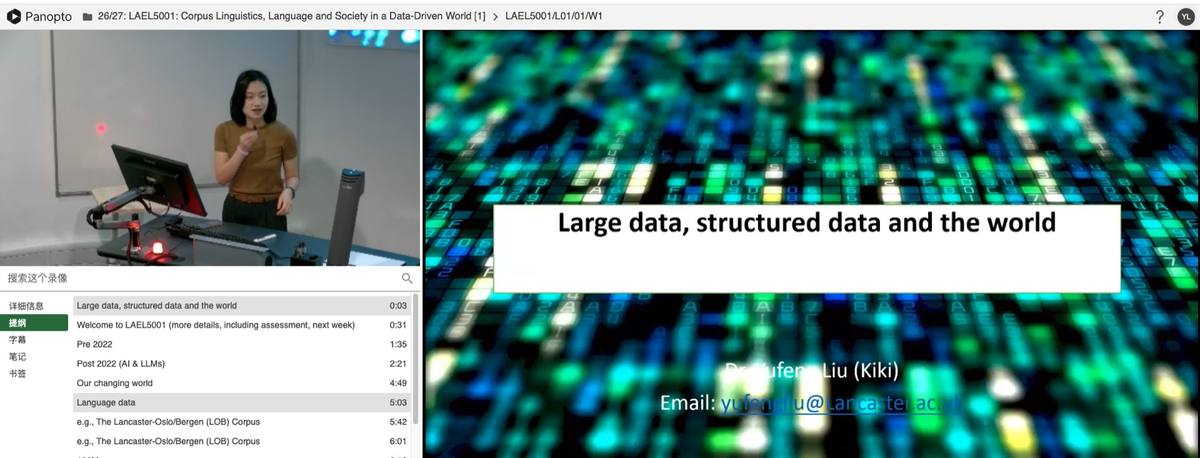 Panopto 26/27: LAEL5001: Corpus Linguistics, Language and Society in a Data-Driven World [1] > LAEL5001/L01/01/W1 ? YL
搜索这个录像
详细信息
提纲
字幕
笔记
书签
Large data, structured data and the world 0:03
Welcome to LAEL5001 (more details, including assessment, next week) 0:31
Pre 2022 1:35
Post 2022 (AI & LLMs) 2:21
Our changing world 4:49
Language data 5:03
e.g., The Lancaster-Oslo/Bergen (LOB) Corpus 5:42
e.g., The Lancaster-Oslo/Bergen (LOB) Corpus 6:01
Large data, structured data and the world
Dr Yufeng Liu (Kiki)
Email: